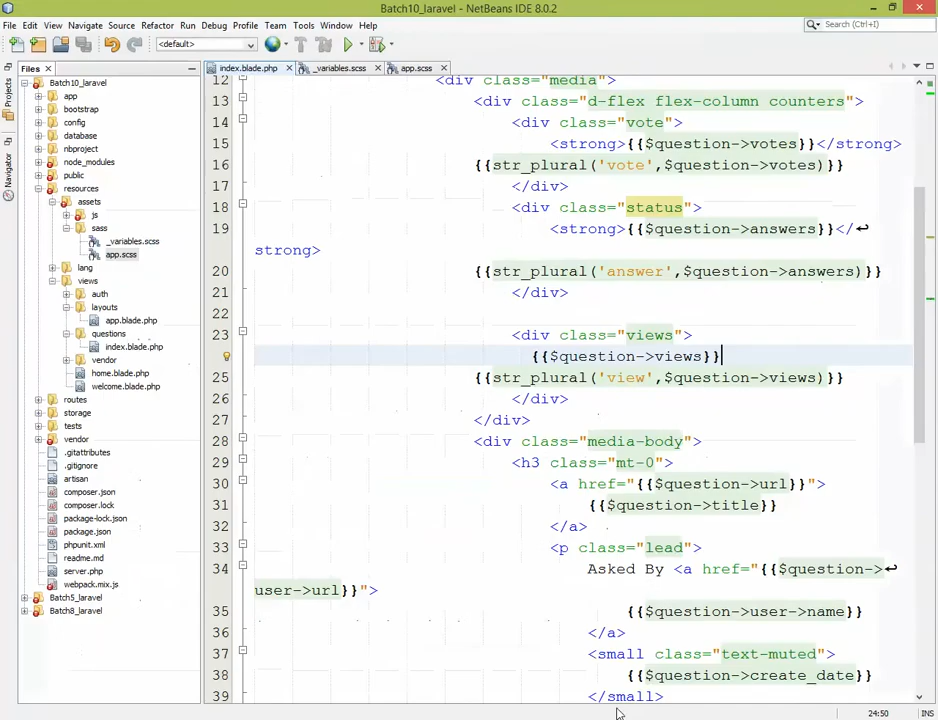 Batch10_laravel - NetBeans IDE 8.0.2
File Edit View Navigate Source Refactor Run Debug Profile Team Tools Window Help
Search (Ctrl+I)
<default>
Files
index.blade.php _variables.scss app.scss
Projects
Navigator
Batch10_laravel
app
bootstrap
config
database
nbproject
node_modules
public
resources
assets
js
sass
_variables.scss
app.scss
lang
views
auth
layouts
app.blade.php
questions
index.blade.php
vendor
home.blade.php
welcome.blade.php
routes
storage
tests
vendor
.gitattributes
.gitignore
artisan
composer.json
composer.lock
package-lock.json
package.json
phpunit.xml
readme.md
server.php
webpack.mix.js
Batch5_laravel
Batch8_laravel
12 <div class="media">
13 <div class="d-flex flex-column counters">
14 <div class="vote">
15 <strong>{{$question->votes}}</strong>
16 {{str_plural('vote',$question->votes)}}
17 </div>
18 <div class="status">
19 <strong>{{$question->answers}}</
strong>
20 {{str_plural('answer',$question->answers)}}
21 </div>
22
23 <div class="views">
{{$question->views}}
25 {{str_plural('view',$question->views)}}
26 </div>
27 </div>
28 <div class="media-body">
29 <h3 class="mt-0">
30 <a href="{{$question->url}}">
31 {{$question->title}}
32 </a>
33 <p class="lead">
34 Asked By <a href="{{$question->
user->url}}">
35 {{$question->user->name}}
36 </a>
37 <small class="text-muted">
38 {{$question->create_date}}
39 </small>
24:50 INS